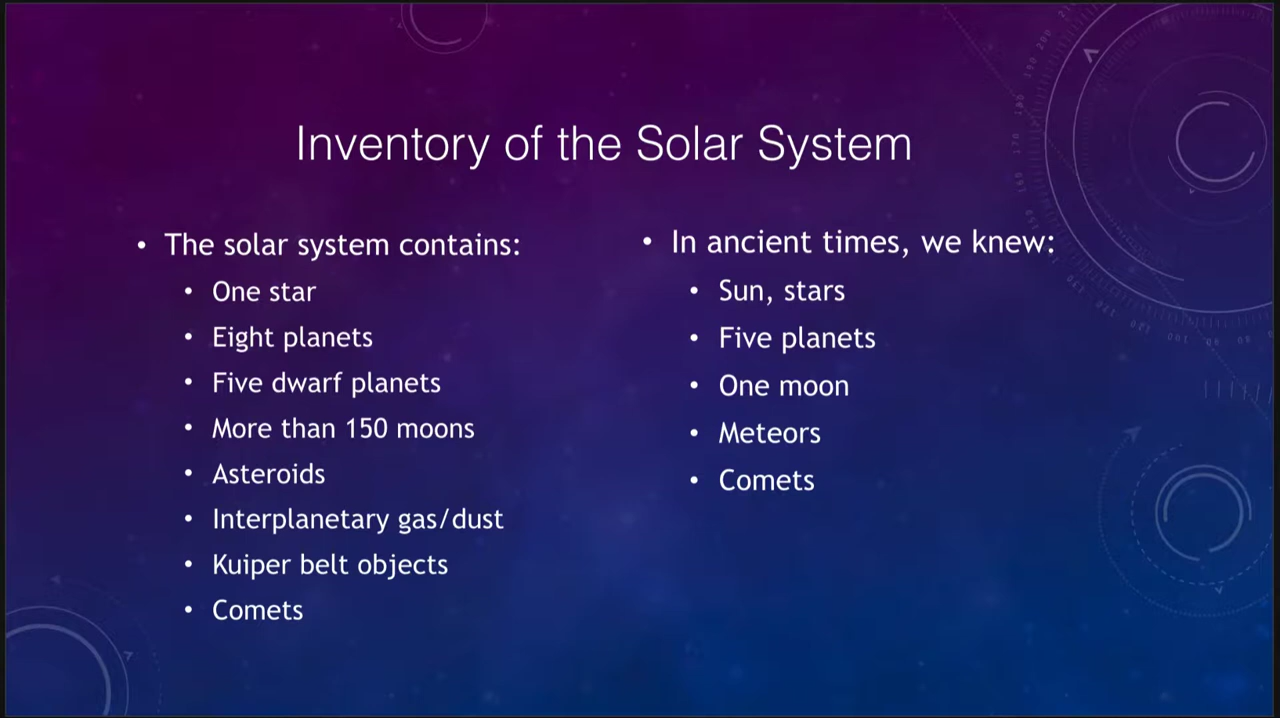 Inventory of the Solar System
• The solar system contains:
• One star
• Eight planets
• Five dwarf planets
• More than 150 moons
• Asteroids
• Interplanetary gas/dust
• Kuiper belt objects
• Comets
• In ancient times, we knew:
• Sun, stars
• Five planets
• One moon
• Meteors
• Comets